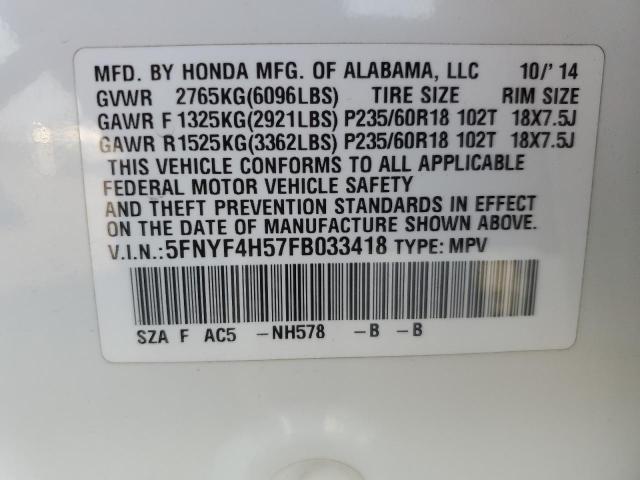 MFD. BY HONDA MFG. OF ALABAMA, LLC 10/'14
GVWR 2765KG(6096LBS) TIRE SIZE RIM SIZE
GAWR F 1325KG(2921LBS) P235/60R18 102T 18X7.5J
GAWR R 1525KG(3362LBS) P235/60R18 102T 18X7.5J
THIS VEHICLE CONFORMS TO ALL APPLICABLE
FEDERAL MOTOR VEHICLE SAFETY
AND THEFT PREVENTION STANDARDS IN EFFECT
ON THE DATE OF MANUFACTURE SHOWN ABOVE.
V.I.N.:5FNYF4H57FB033418 TYPE: MPV
SZA F AC5 -NH578 -B -B